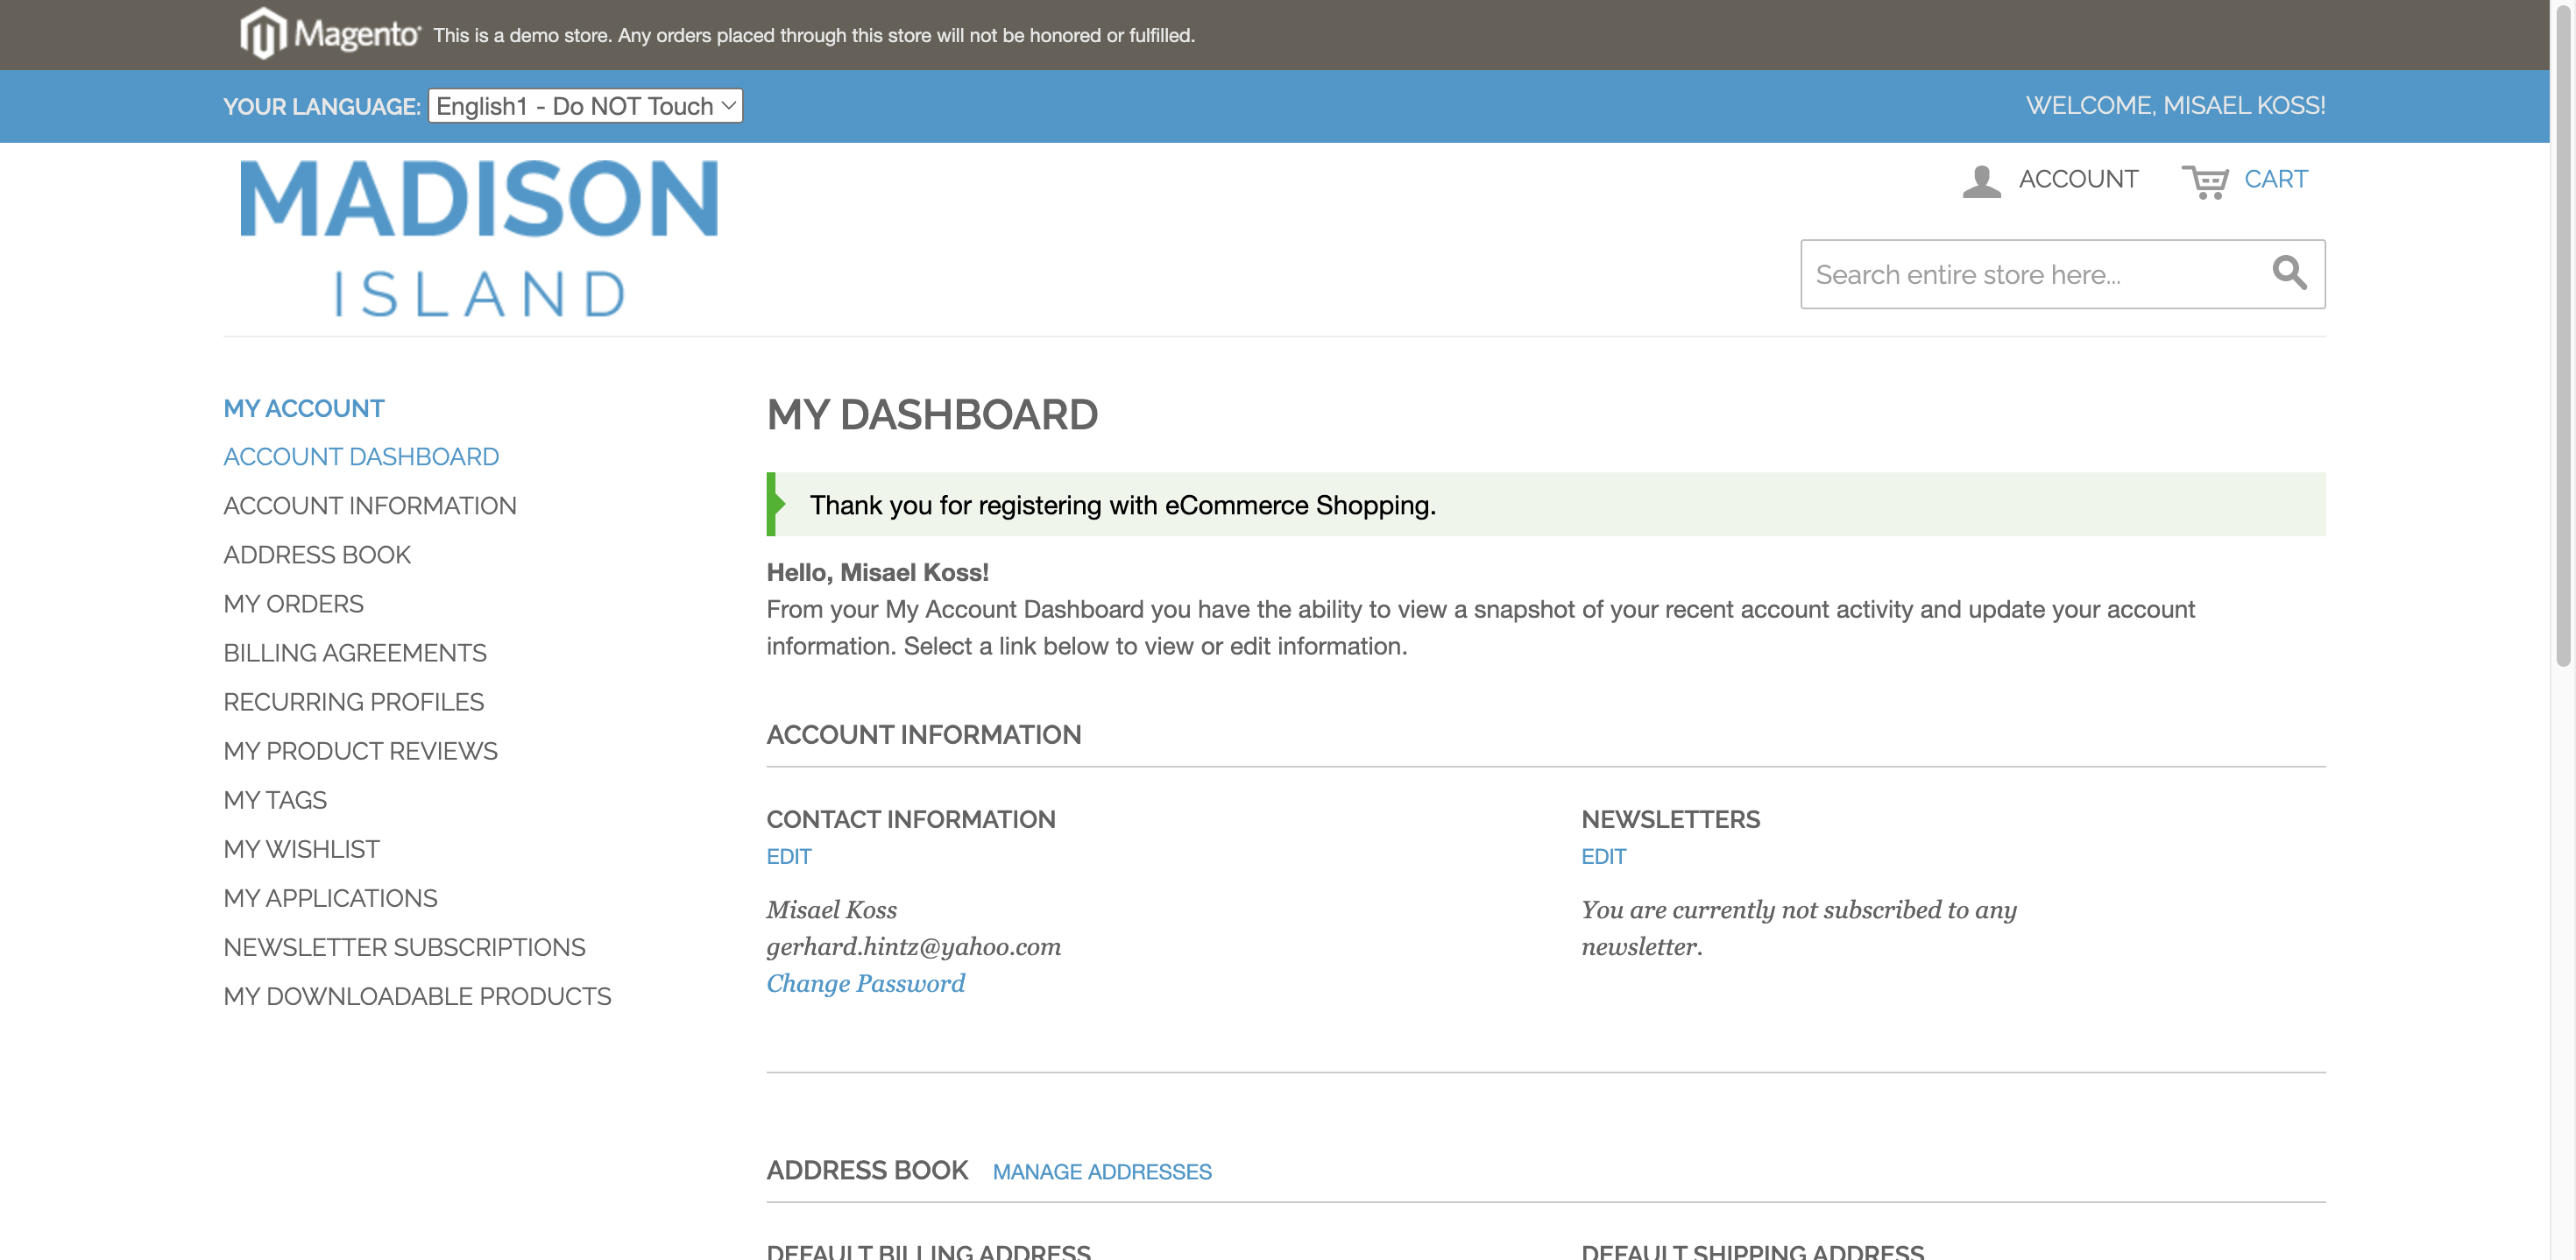 Magento This is a demo store. Any orders placed through this store will not be honored or fulfilled.
YOUR LANGUAGE: English1 - Do NOT Touch
WELCOME, MISAEL KOSS!
MADISON
ISLAND
ACCOUNT
CART
Search entire store here...
MY ACCOUNT
ACCOUNT DASHBOARD
ACCOUNT INFORMATION
ADDRESS BOOK
MY ORDERS
BILLING AGREEMENTS
RECURRING PROFILES
MY PRODUCT REVIEWS
MY TAGS
MY WISHLIST
MY APPLICATIONS
NEWSLETTER SUBSCRIPTIONS
MY DOWNLOADABLE PRODUCTS
MY DASHBOARD
Thank you for registering with eCommerce Shopping.
Hello, Misael Koss!
From your My Account Dashboard you have the ability to view a snapshot of your recent account activity and update your account
information. Select a link below to view or edit information.
ACCOUNT INFORMATION
CONTACT INFORMATION
EDIT
Misael Koss
gerhard.hintz@yahoo.com
Change Password
NEWSLETTERS
EDIT
You are currently not subscribed to any
newsletter.
ADDRESS BOOK MANAGE ADDRESSES
DEFAULT BILLING ADDRESS
DEFAULT SHIPPING ADDRESS